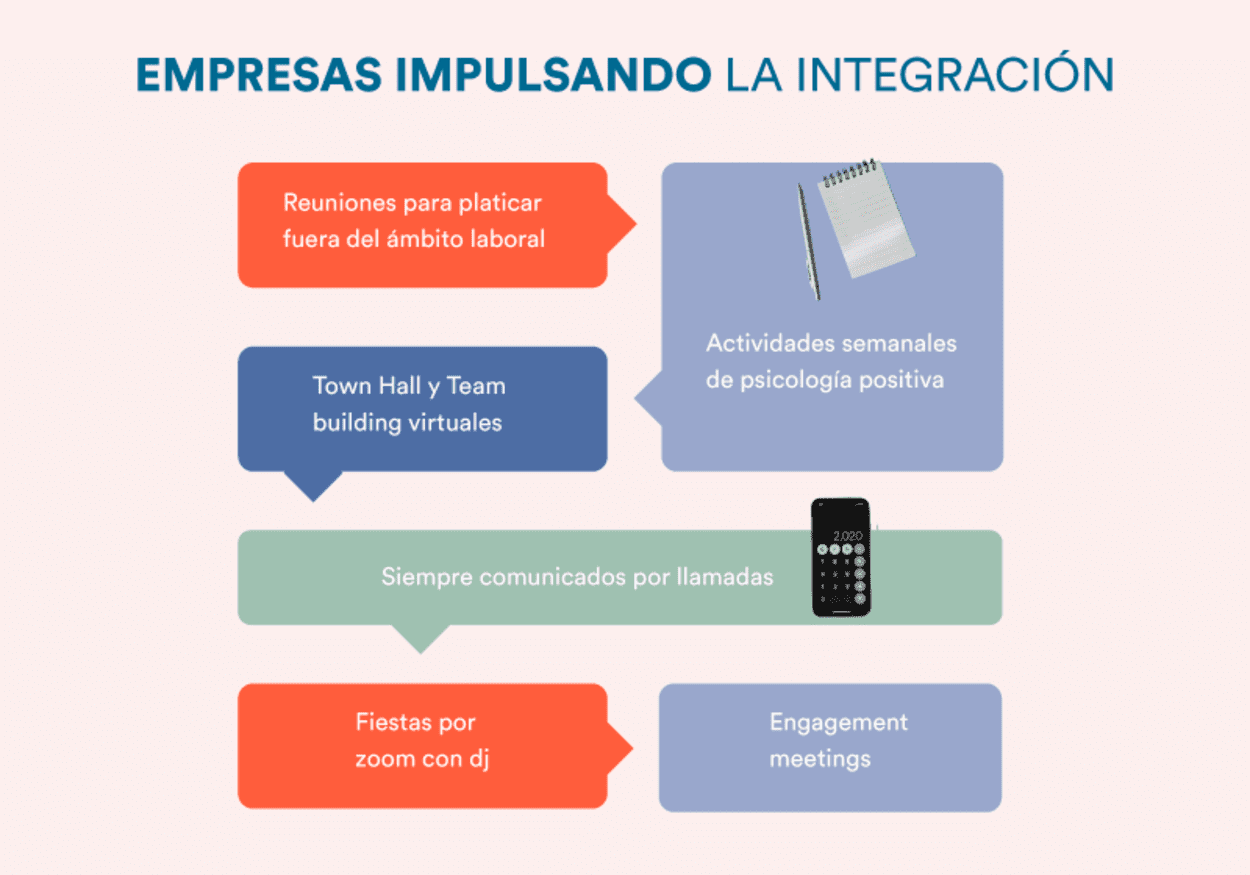 EMPRESAS IMPULSANDO LA INTEGRACIÓN
Reuniones para platicar
fuera del ámbito laboral
Actividades semanales
de psicología positiva
Town Hall y Team
building virtuales
Siempre comunicados por llamadas
2,020
Fiestas por
zoom con dj
Engagement
meetings